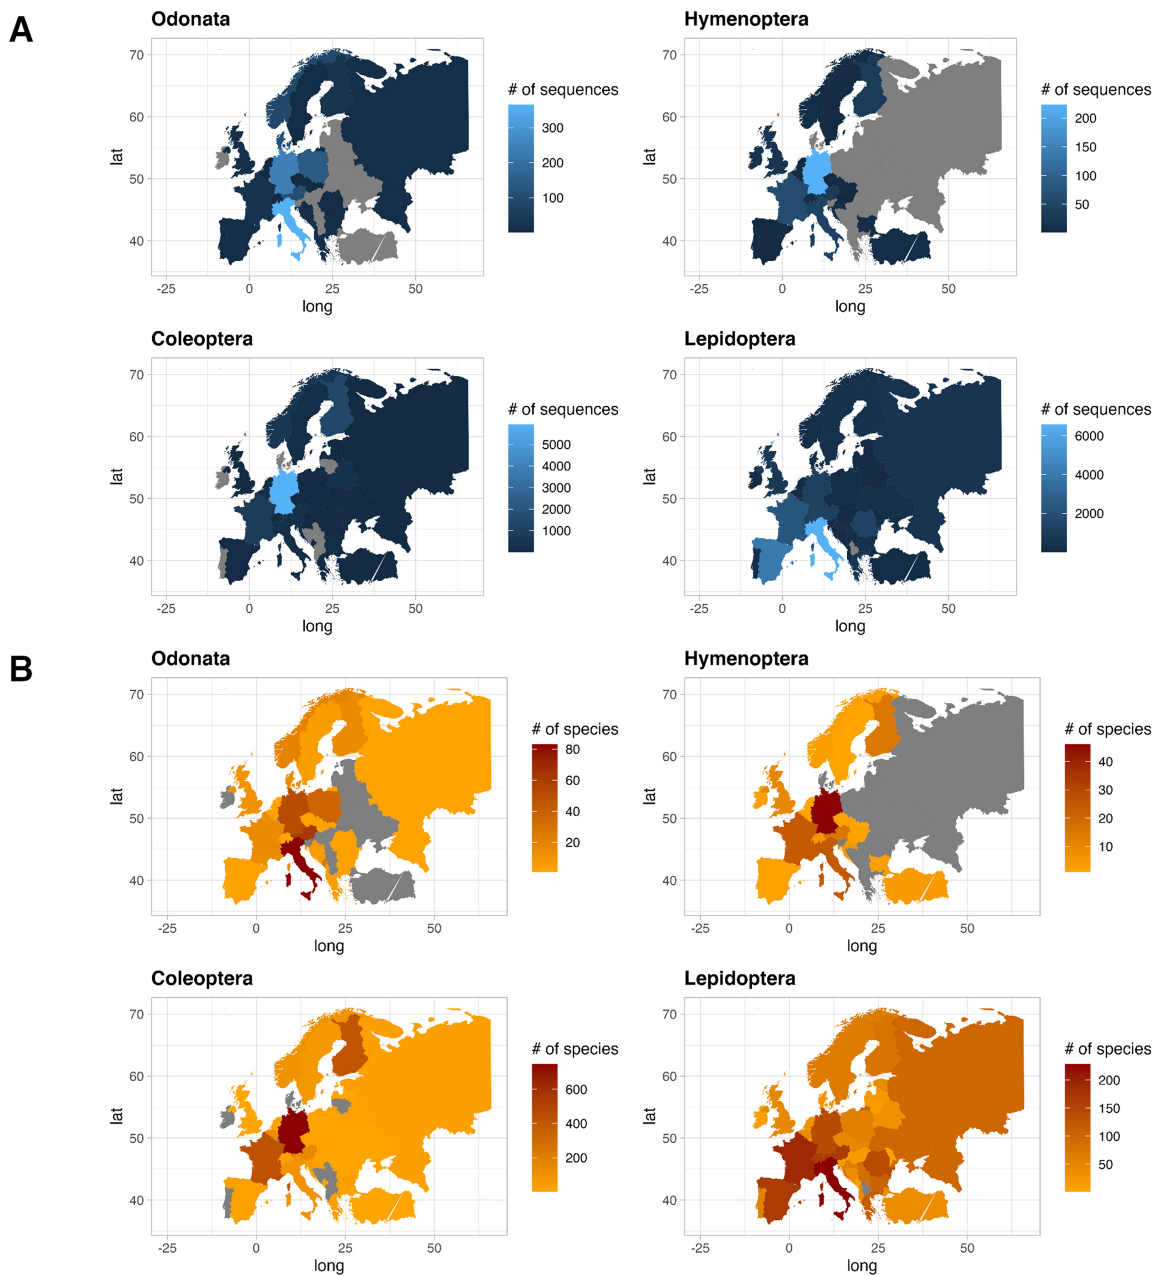 A
Odonata
70
60
50
40
lat
-25 0 25 50
long
# of sequences
300
200
100
Hymenoptera
70
60
50
40
lat
-25 0 25 50
long
# of sequences
200
150
100
50
Coleoptera
70
60
50
40
lat
-25 0 25 50
long
# of sequences
5000
4000
3000
2000
1000
Lepidoptera
70
60
50
40
lat
-25 0 25 50
long
# of sequences
6000
4000
2000
B
Odonata
70
60
50
40
lat
-25 0 25 50
long
# of species
80
60
40
20
Hymenoptera
70
60
50
40
lat
-25 0 25 50
long
# of species
40
30
20
10
Coleoptera
70
60
50
40
lat
-25 0 25 50
long
# of species
600
400
200
Lepidoptera
70
60
50
40
lat
-25 0 25 50
long
# of species
200
150
100
50